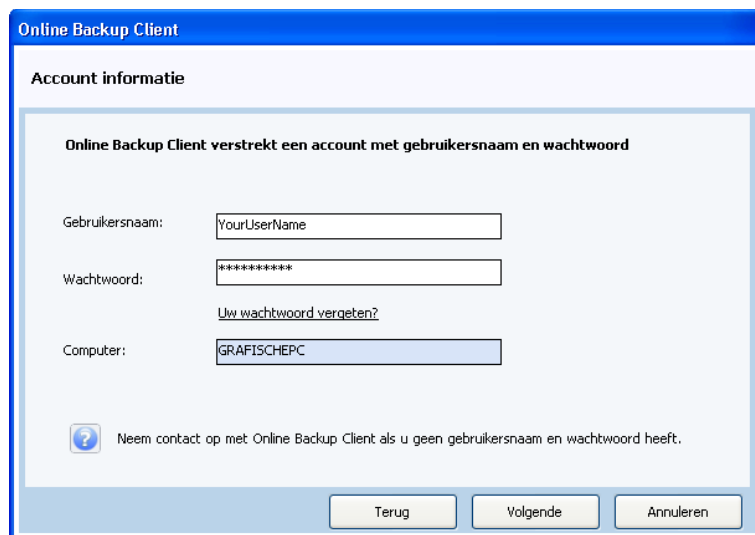 Online Backup Client
Account informatie
Online Backup Client verstrekt een account met gebruikersnaam en wachtwoord
Gebruikersnaam: YourUserName
Wachtwoord: **********
Uw wachtwoord vergeten?
Computer: GRAFISCHEPC
Neem contact op met Online Backup Client als u geen gebruikersnaam en wachtwoord heeft.
Terug Volgende Annuleren